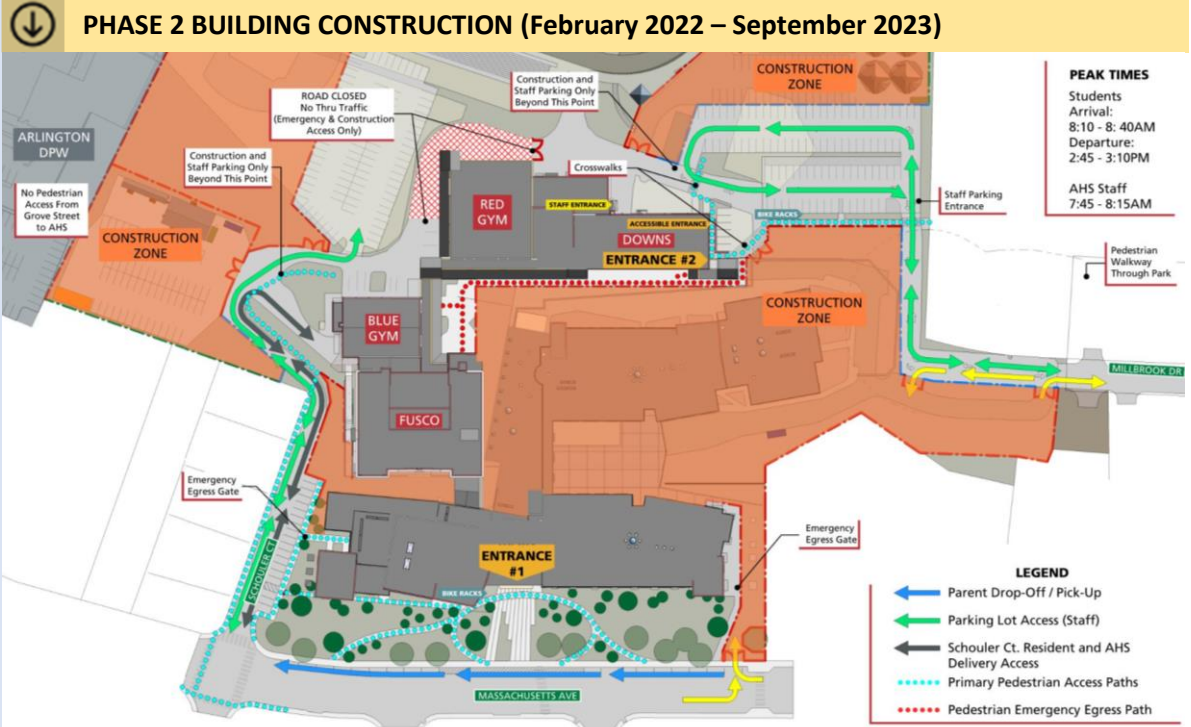 PHASE 2 BUILDING CONSTRUCTION (February 2022 – September 2023)
ARLINGTON
DPW
No Pedestrian
Access From
Grove Street
to AHS
CONSTRUCTION
ZONE
Construction and
Staff Parking Only
Beyond This Point
ROAD CLOSED
No Thru Traffic
(Emergency & Construction
Access Only)
Construction and
Staff Parking Only
Beyond This Point
CONSTRUCTION
ZONE
PEAK TIMES
Students
Arrival:
8:10 - 8: 40AM
Departure:
2:45 - 3:10PM
AHS Staff
7:45 - 8:15AM
Crosswalks
RED
GYM
STAFF ENTRANCE
ACCESSIBLE ENTRANCE
DOWNS
ENTRANCE #2
BIKE RACKS
Staff Parking
Entrance
Pedestrian
Walkway
Through Park
CONSTRUCTION
ZONE
BLUE
GYM
FUSCO
MILLBROOK DR
Emergency
Egress Gate
SCHOULER CT
ENTRANCE
#1
BIKE RACKS
Emergency
Egress Gate
MASSACHUSETTS AVE
LEGEND
Parent Drop-Off / Pick-Up
Parking Lot Access (Staff)
Schouler Ct. Resident and AHS
Delivery Access
Primary Pedestrian Access Paths
Pedestrian Emergency Egress Path